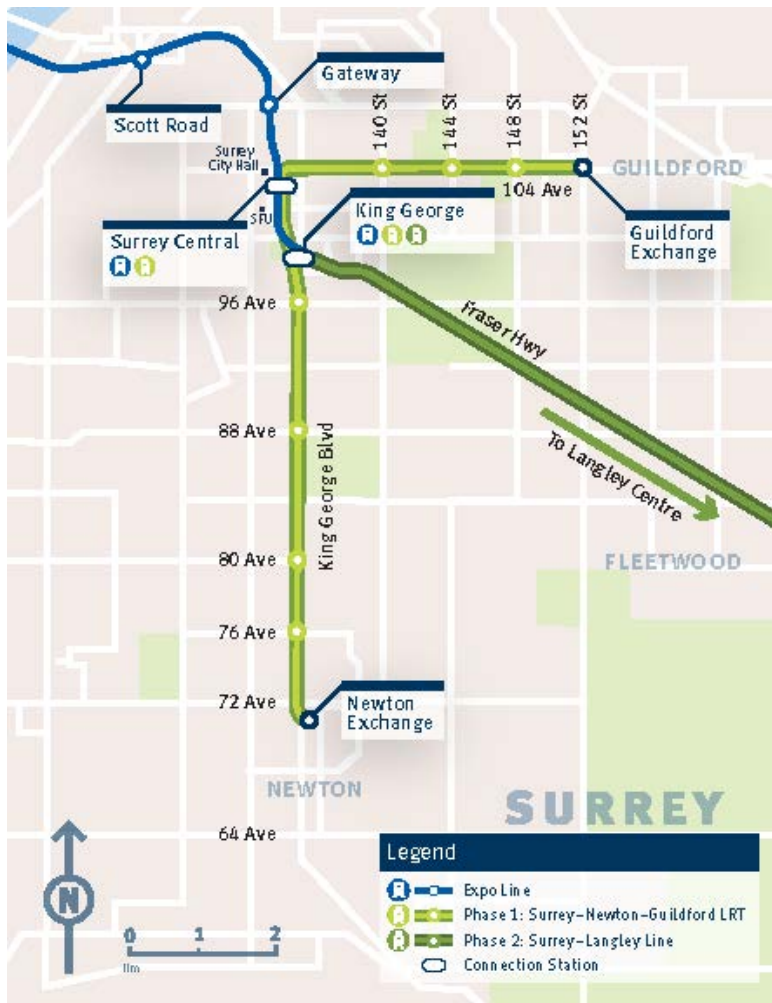 Gateway
Scott Road
Surrey
City Hall
140 St
144 St
148 St
152 St
GUILDFORD
104 Ave
SFU
King George
Surrey Central
Guildford
Exchange
96 Ave
Fraser Hwy
88 Ave
King George Blvd
To Langley Centre
80 Ave
FLEETWOOD
76 Ave
72 Ave
Newton
Exchange
NEWTON
SURREY
64 Ave
Legend
Expo Line
Phase 1: Surrey–Newton–Guildford LRT
Phase 2: Surrey–Langley Line
Connection Station
N
0 1 2